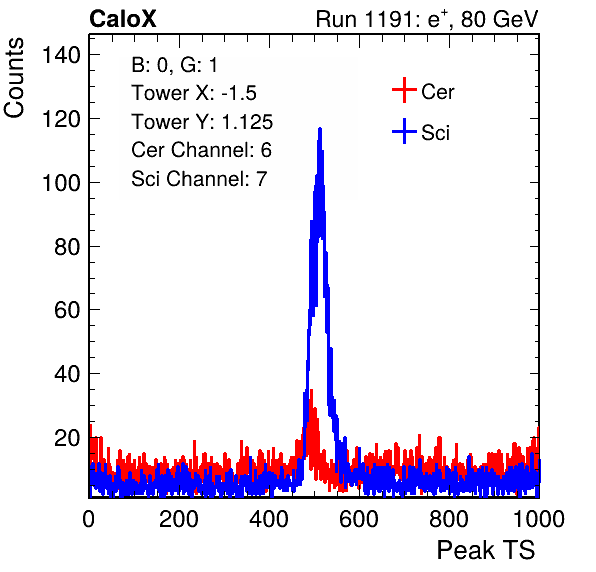 CaloX Run 1191: e⁺, 80 GeV
Counts
B: 0, G: 1
Tower X: -1.5
Tower Y: 1.125
Cer Channel: 6
Sci Channel: 7
Cer
Sci
140
120
100
80
60
40
20
0 200 400 600 800 1000
Peak TS